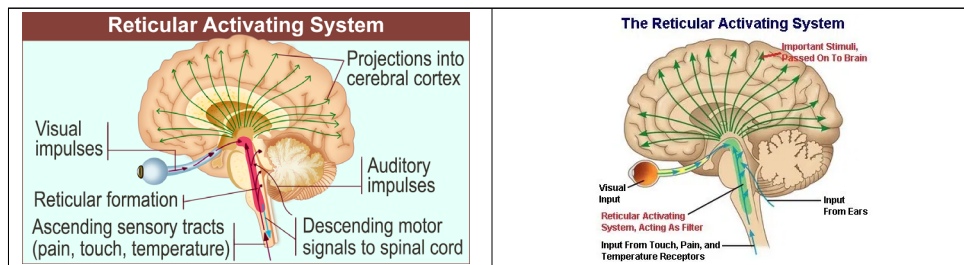 Reticular Activating System
Projections into
cerebral cortex
Visual
impulses
Auditory
impulses
Reticular formation
Ascending sensory tracts
(pain, touch, temperature)
Descending motor
signals to spinal cord
The Reticular Activating System
Important Stimuli,
Passed On To Brain
Visual
Input
Input
From Ears
Reticular Activating
System, Acting As Filter
Input From Touch, Pain, and
Temperature Receptors